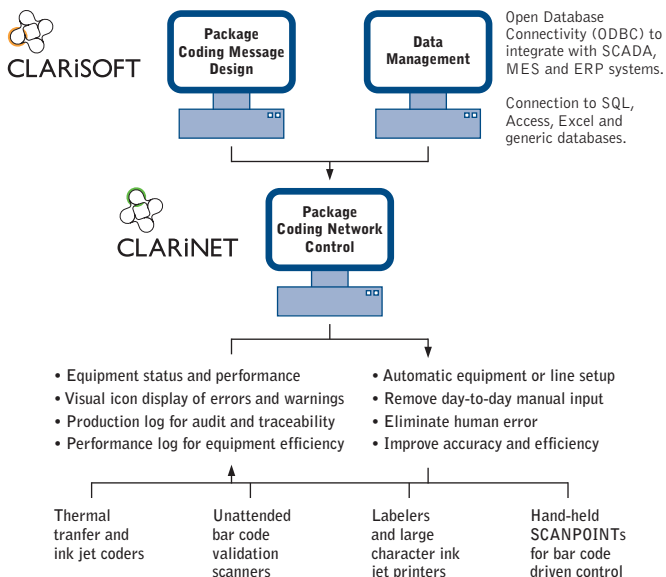 CLARiSOFT
Package
Coding Message
Design
Data
Management
Open Database
Connectivity (ODBC) to
integrate with SCADA,
MES and ERP systems.
Connection to SQL,
Access, Excel and
generic databases.
CLARiNET
Package
Coding Network
Control
• Equipment status and performance
• Visual icon display of errors and warnings
• Production log for audit and traceability
• Performance log for equipment efficiency
• Automatic equipment or line setup
• Remove day-to-day manual input
• Eliminate human error
• Improve accuracy and efficiency
Thermal
tranfer and
ink jet coders
Unattended
bar code
validation
scanners
Labelers
and large
character ink
jet printers
Hand-held
SCANPOINTs
for bar code
driven control